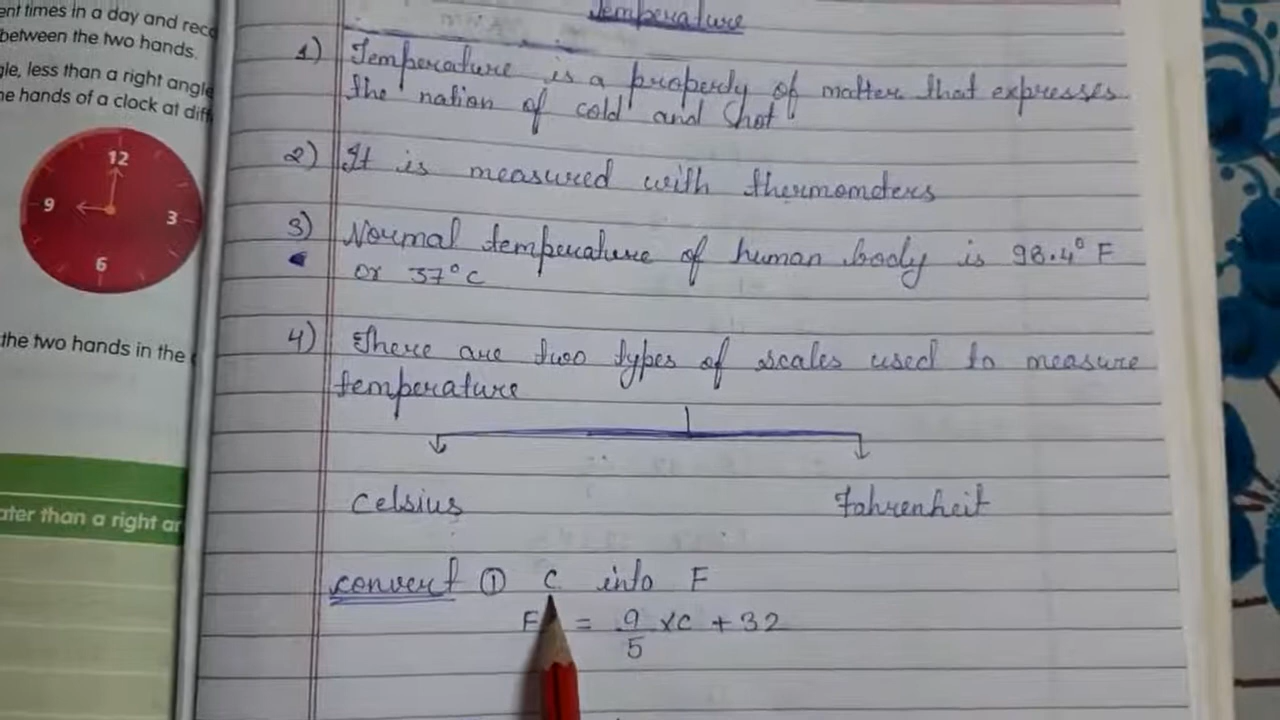 ent times in a day and reco
between the two hands.
gle, less than a right angle
he hands of a clock at diff
12
9
3
6
the two hands in the
ater than a right ar
Temperature
1) Temperature is a property of matter that expresses
the nation of cold and hot
2) It is measured with thermometers
3) Normal temperature of human body is 98.4° F
or 37°C
4) There are two types of scales used to measure
temperature
Celsius Fahrenheit
convert ① C into F
F = 9/5 x C + 32